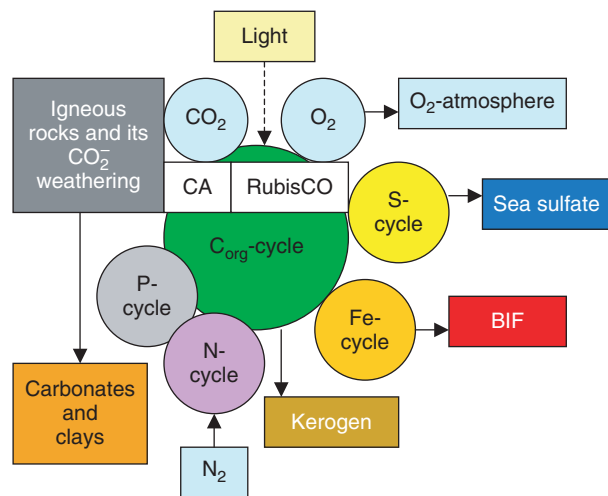 Light
Igneous
rocks and its
CO₂⁻
weathering
CO₂
O₂
O₂-atmosphere
CA
RubisCO
S-
cycle
Sea sulfate
C_org-cycle
P-
cycle
Fe-
cycle
BIF
N-
cycle
Carbonates
and
clays
Kerogen
N₂